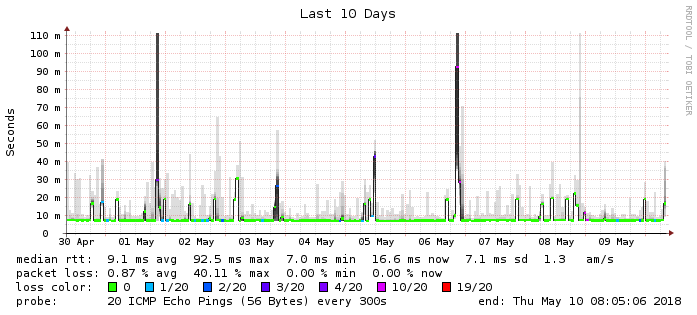 Last 10 Days
RRDTOOL / TOBI OETIKER
Seconds
110 m
100 m
90 m
80 m
70 m
60 m
50 m
40 m
30 m
20 m
10 m
0
30 Apr 01 May 02 May 03 May 04 May 05 May 06 May 07 May 08 May 09 May
median rtt: 9.1 ms avg 92.5 ms max 7.0 ms min 16.6 ms now 7.1 ms sd 1.3 am/s
packet loss: 0.87 % avg 40.11 % max 0.00 % min 0.00 % now
loss color: 0 1/20 2/20 3/20 4/20 10/20 19/20
probe: 20 ICMP Echo Pings (56 Bytes) every 300s end: Thu May 10 08:05:06 2018